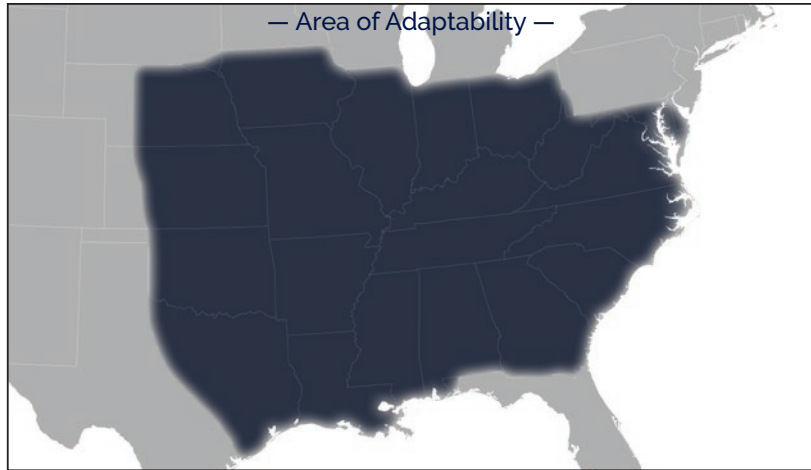 — Area of Adaptability —